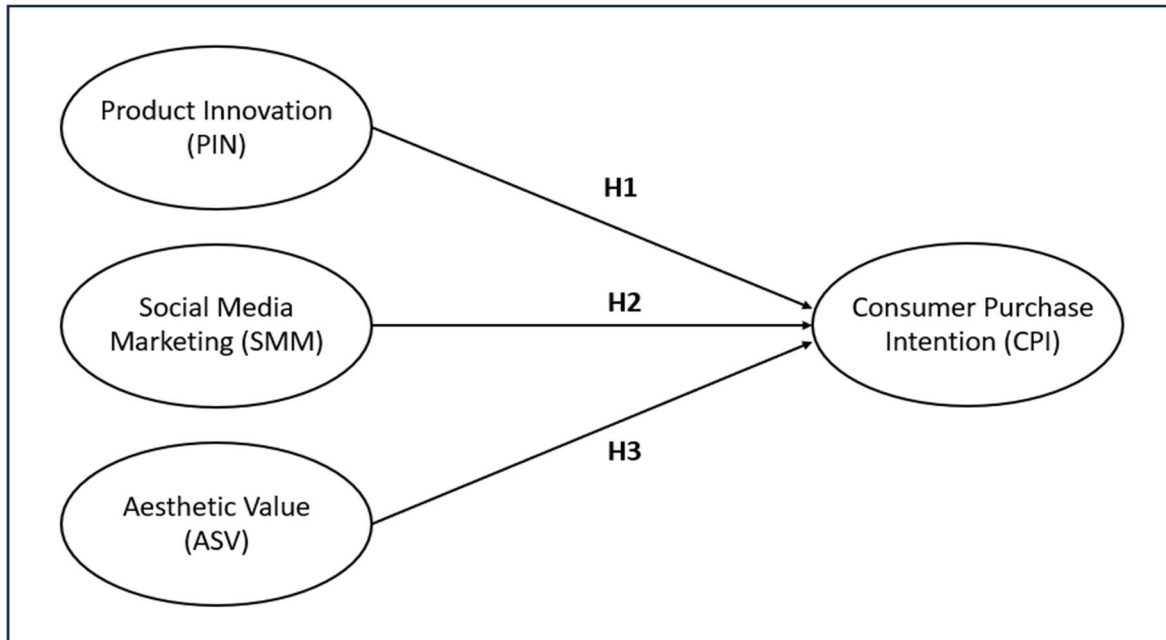 Product Innovation
(PIN)
H1
Social Media
Marketing (SMM)
H2
Consumer Purchase
Intention (CPI)
Aesthetic Value
(ASV)
H3